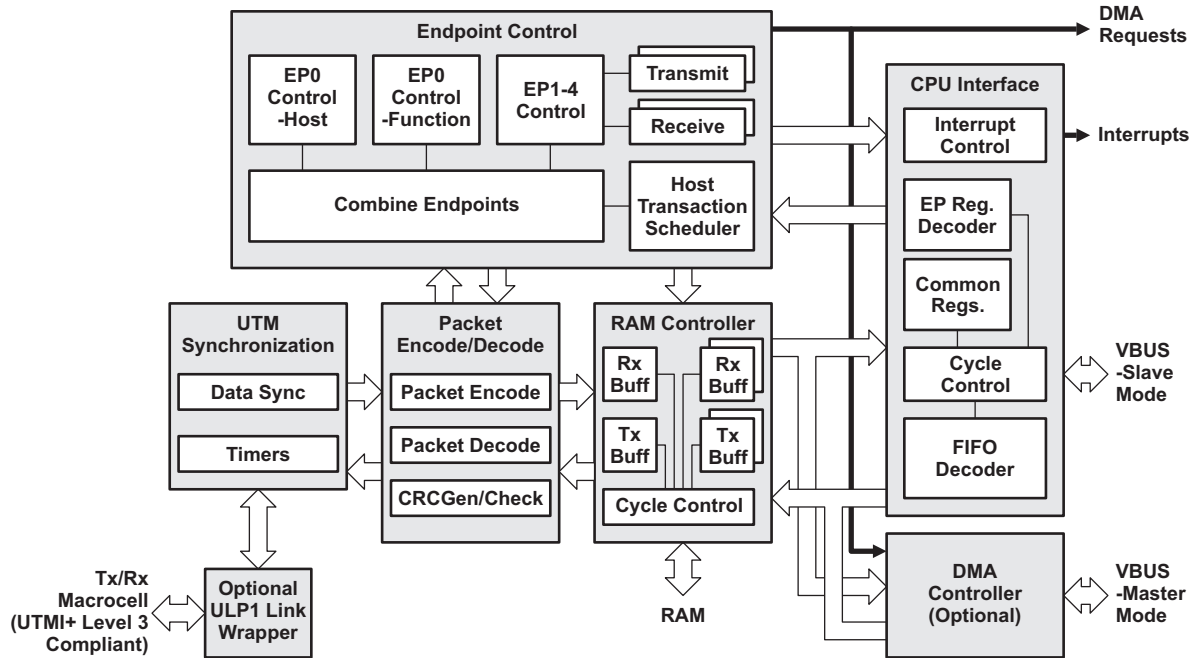 Endpoint Control
EP0
Control
-Host
EP0
Control
-Function
EP1-4
Control
Transmit
Receive
Combine Endpoints
Host
Transaction
Scheduler
DMA
Requests
CPU Interface
Interrupt
Control
Interrupts
EP Reg.
Decoder
Common
Regs.
Cycle
Control
FIFO
Decoder
VBUS
-Slave
Mode
UTM
Synchronization
Data Sync
Timers
Packet
Encode/Decode
Packet Encode
Packet Decode
CRCGen/Check
RAM Controller
Rx
Buff
Rx
Buff
Tx
Buff
Tx
Buff
Cycle Control
RAM
DMA
Controller
(Optional)
VBUS
-Master
Mode
Tx/Rx
Macrocell
(UTMI+ Level 3
Compliant)
Optional
ULP1 Link
Wrapper